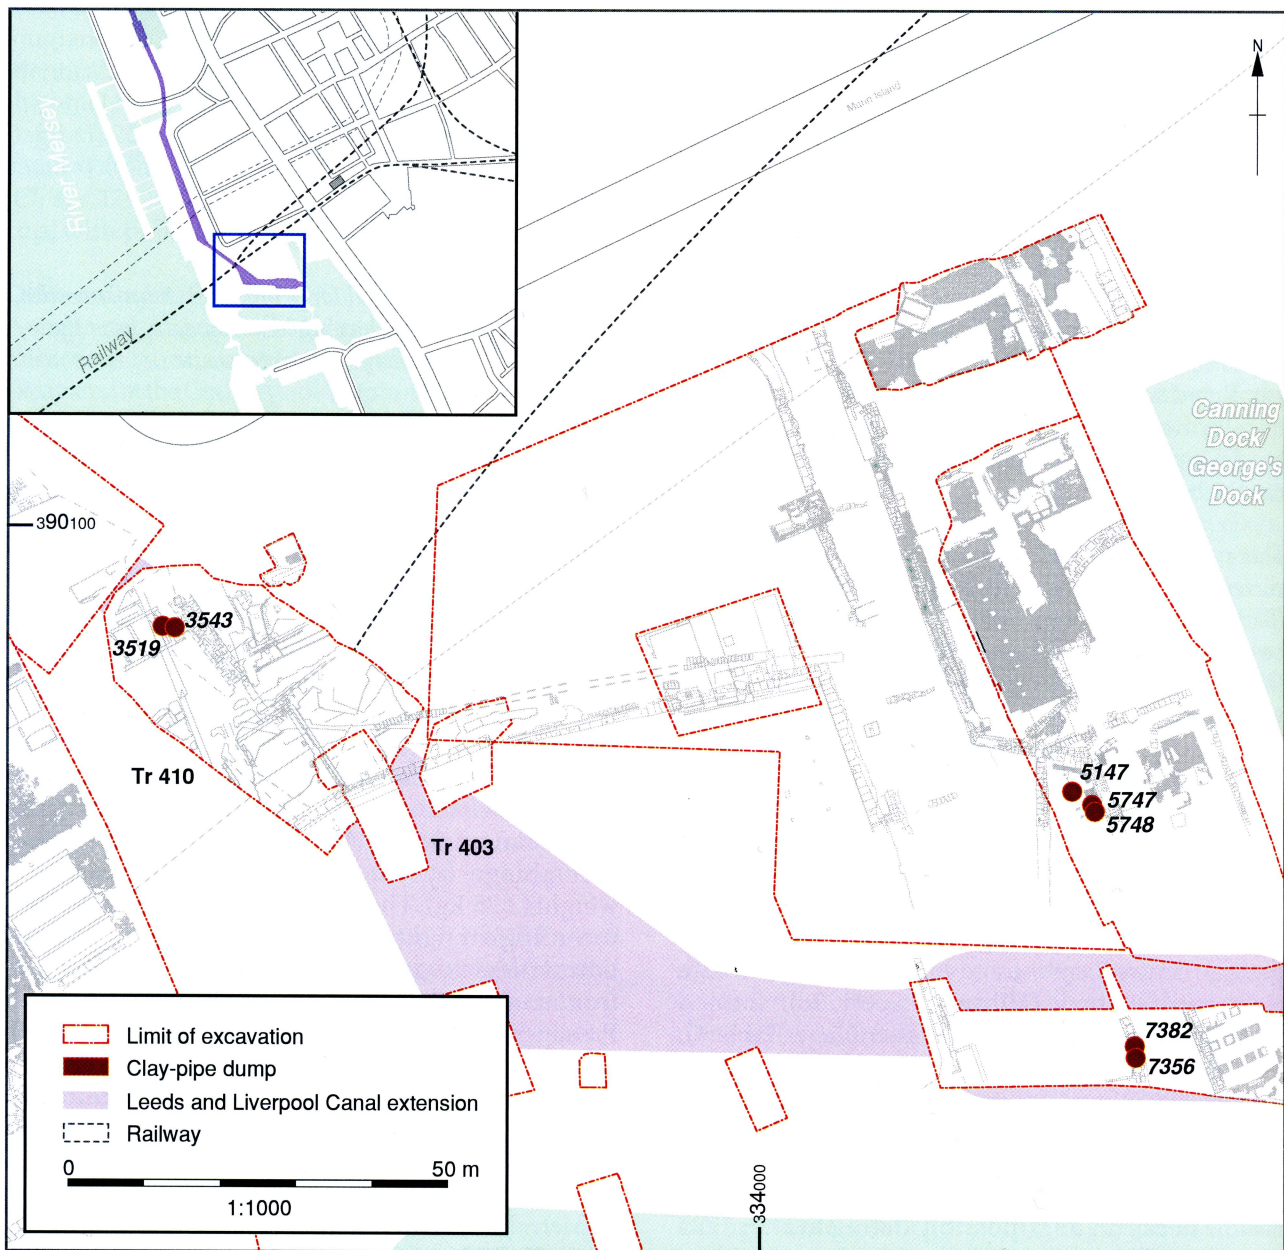 River Mersey
Railway
Mann Island
N
Canning
Dock/
George's
Dock
390100
3543
3519
Tr 410
Tr 403
5147
5747
5748
7382
7356
Limit of excavation
Clay-pipe dump
Leeds and Liverpool Canal extension
Railway
0 50 m
1:1000
334000